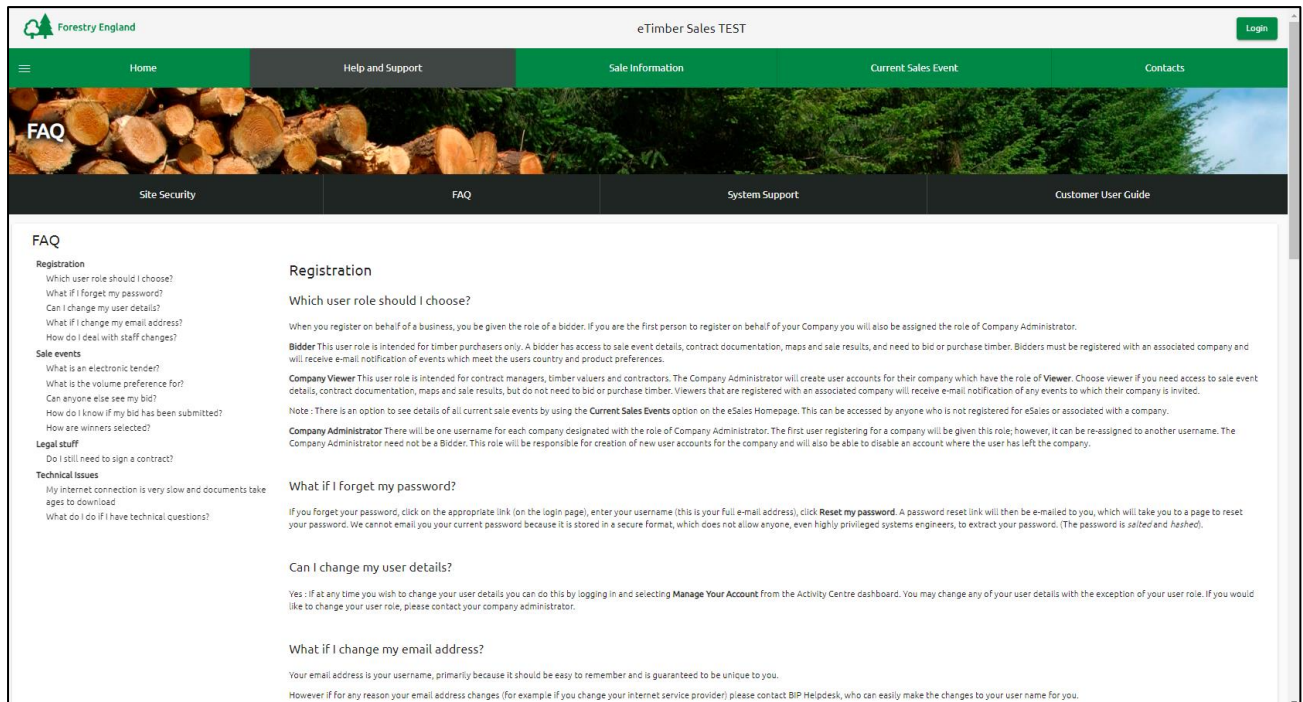 Forestry England
eTimber Sales TEST
Login
Home
Help and Support
Sale Information
Current Sales Event
Contacts
FAQ
Site Security
FAQ
System Support
Customer User Guide
FAQ
Registration
Which user role should I choose?
What if I forget my password?
Can I change my user details?
What if I change my email address?
How do I deal with staff changes?
Sale events
What is an electronic tender?
What is the volume preference for?
Can anyone else see my bid?
How do I know if my bid has been submitted?
How are winners selected?
Legal stuff
Do I still need to sign a contract?
Technical Issues
My internet connection is very slow and documents take
ages to download
What do I do if I have technical questions?
Registration
Which user role should I choose?
When you register on behalf of a business, you be given the role of a bidder. If you are the first person to register on behalf of your Company you will also be assigned the role of Company Administrator.
Bidder This user role is intended for timber purchasers only. A bidder has access to sale event details, contract documentation, maps and sale results, and need to bid or purchase timber. Bidders must be registered with an associated company and
will receive e-mail notification of events which meet the users country and product preferences.
Company Viewer This user role is intended for contract managers, timber valuers and contractors. The Company Administrator will create user accounts for their company which have the role of Viewer. Choose viewer if you need access to sale event
details, contract documentation, maps and sale results, but do not need to bid or purchase timber. Viewers that are registered with an associated company will receive e-mail notification of any events to which their company is invited.
Note : There is an option to see details of all current sale events by using the Current Sales Events option on the eSales Homepage. This can be accessed by anyone who is not registered for eSales or associated with a company.
Company Administrator There will be one username for each company designated with the role of Company Administrator. The first user registering for a company will be given this role; however, it can be re-assigned to another username. The
Company Administrator need not be a Bidder. This role will be responsible for creation of new user accounts for the company and will also be able to disable an account where the user has left the company.
What if I forget my password?
If you forget your password, click on the appropriate link (on the login page), enter your username (this is your full e-mail address), click Reset my password. A password reset link will then be e-mailed to you, which will take you to a page to reset
your password. We cannot email you your current password because it is stored in a secure format, which does not allow anyone, even highly privileged systems engineers, to extract your password. (The password is salted and hashed).
Can I change my user details?
Yes : If at any time you wish to change your user details you can do this by logging in and selecting Manage Your Account from the Activity Centre dashboard. You may change any of your user details with the exception of your user role. If you would
like to change your user role, please contact your company administrator.
What if I change my email address?
Your email address is your username, primarily because it should be easy to remember and is guaranteed to be unique to you.
However if for any reason your email address changes (for example if you change your internet service provider) please contact BIP Helpdesk, who can easily make the changes to your user name for you.